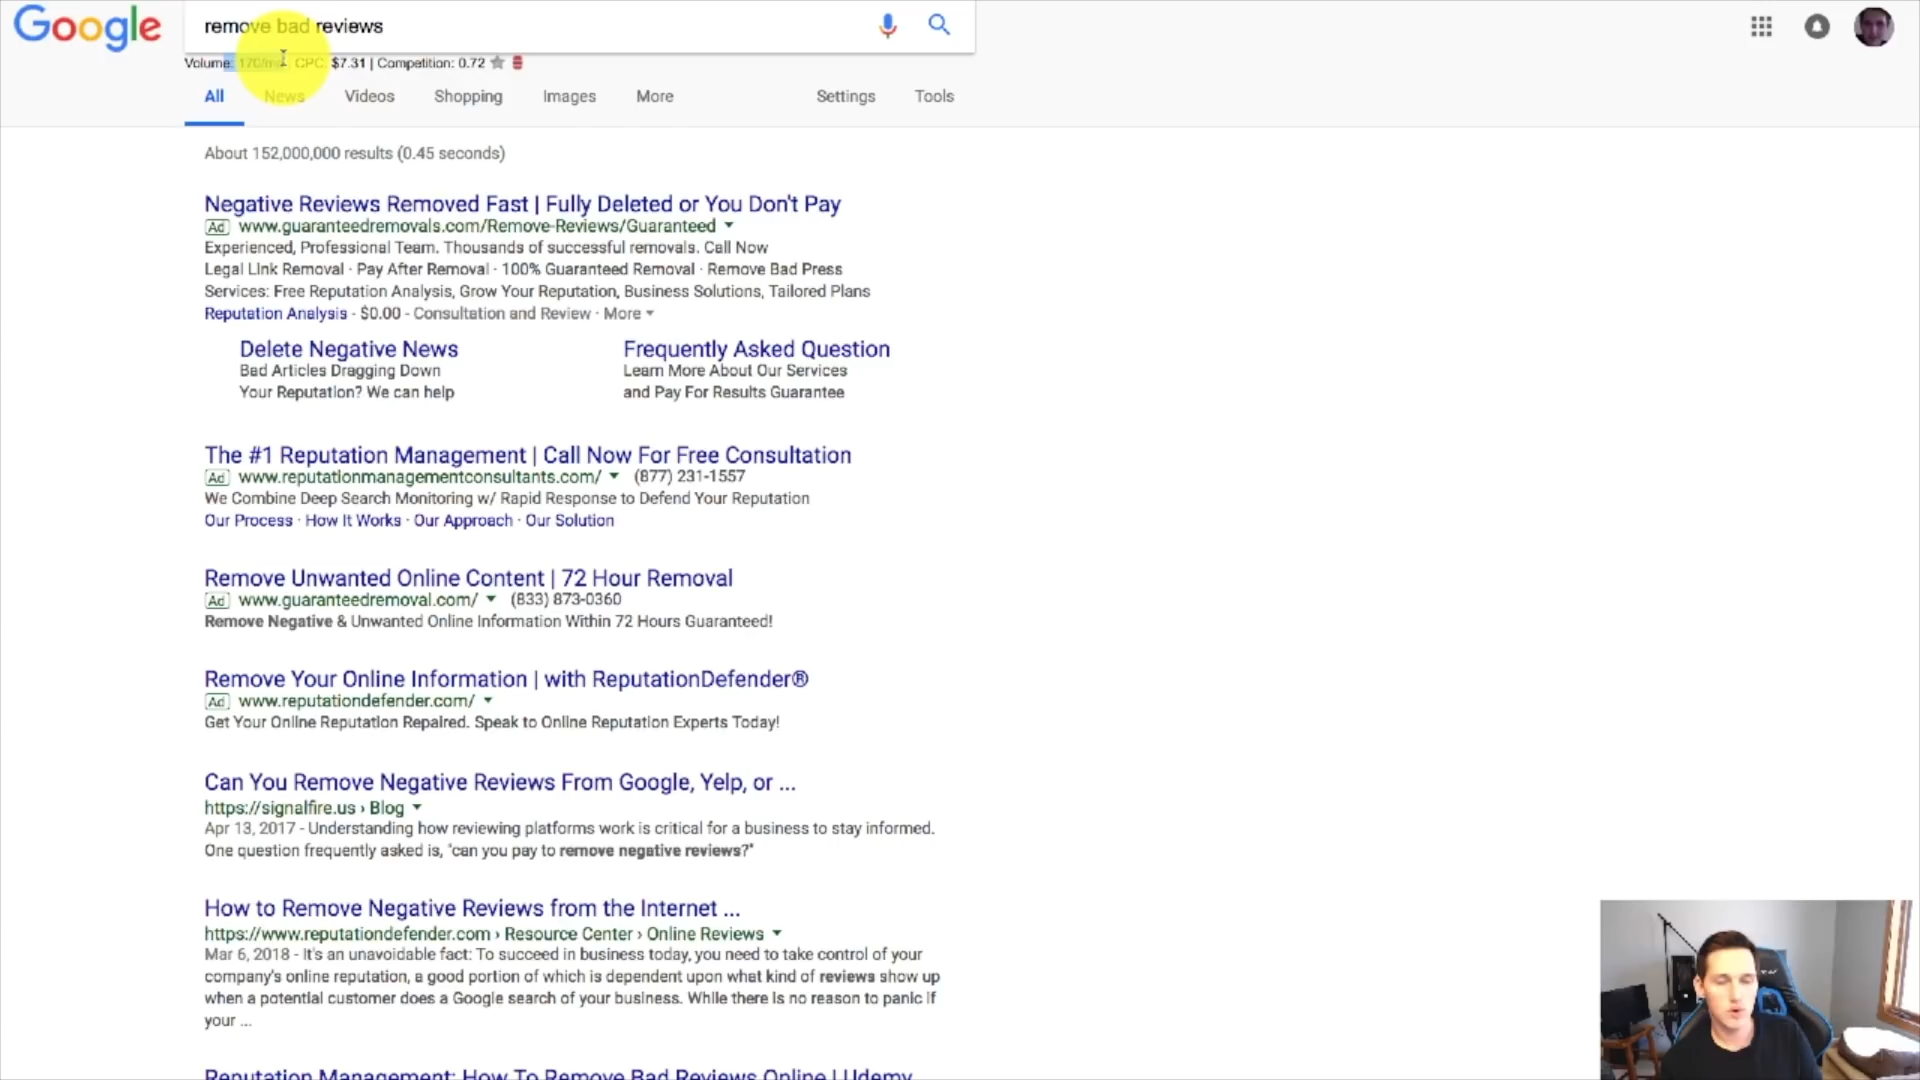 Google
remove bad reviews
Volume: 170/mo | CPC: $7.31 | Competition: 0.72
All News Videos Shopping Images More Settings Tools
About 152,000,000 results (0.45 seconds)
Negative Reviews Removed Fast | Fully Deleted or You Don't Pay
Ad www.guaranteedremovals.com/Remove-Reviews/Guaranteed
Experienced, Professional Team. Thousands of successful removals. Call Now
Legal Link Removal · Pay After Removal · 100% Guaranteed Removal · Remove Bad Press
Services: Free Reputation Analysis, Grow Your Reputation, Business Solutions, Tailored Plans
Reputation Analysis - $0.00 - Consultation and Review · More
Delete Negative News
Bad Articles Dragging Down
Your Reputation? We can help
Frequently Asked Question
Learn More About Our Services
and Pay For Results Guarantee
The #1 Reputation Management | Call Now For Free Consultation
Ad www.reputationmanagementconsultants.com/ (877) 231-1557
We Combine Deep Search Monitoring w/ Rapid Response to Defend Your Reputation
Our Process · How It Works · Our Approach · Our Solution
Remove Unwanted Online Content | 72 Hour Removal
Ad www.guaranteedremoval.com/ (833) 873-0360
Remove Negative & Unwanted Online Information Within 72 Hours Guaranteed!
Remove Your Online Information | with ReputationDefender®
Ad www.reputationdefender.com/
Get Your Online Reputation Repaired. Speak to Online Reputation Experts Today!
Can You Remove Negative Reviews From Google, Yelp, or ...
https://signalfire.us › Blog
Apr 13, 2017 - Understanding how reviewing platforms work is critical for a business to stay informed.
One question frequently asked is, "can you pay to remove negative reviews?"
How to Remove Negative Reviews from the Internet ...
https://www.reputationdefender.com › Resource Center › Online Reviews
Mar 6, 2018 - It's an unavoidable fact: To succeed in business today, you need to take control of your
company's online reputation, a good portion of which is dependent upon what kind of reviews show up
when a potential customer does a Google search of your business. While there is no reason to panic if
your ...
Reputation Management: How To Remove Bad Reviews Online | Udemy